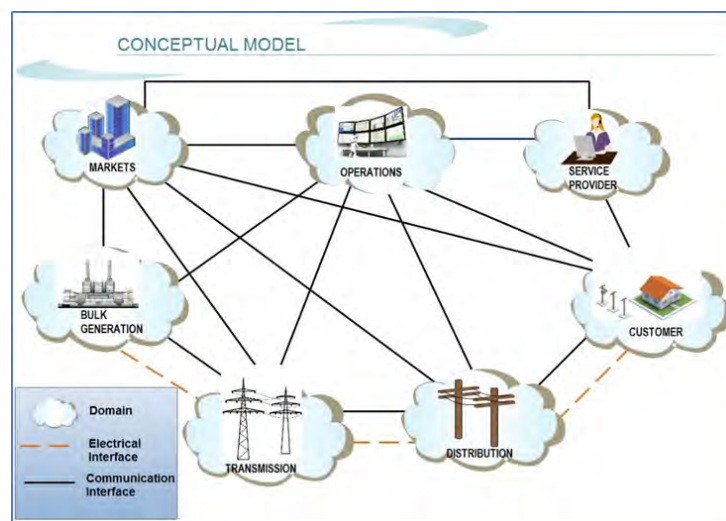 CONCEPTUAL MODEL
MARKETS
OPERATIONS
SERVICE
PROVIDER
BULK
GENERATION
CUSTOMER
TRANSMISSION
DISTRIBUTION
Domain
Electrical
Interface
Communication
Interface